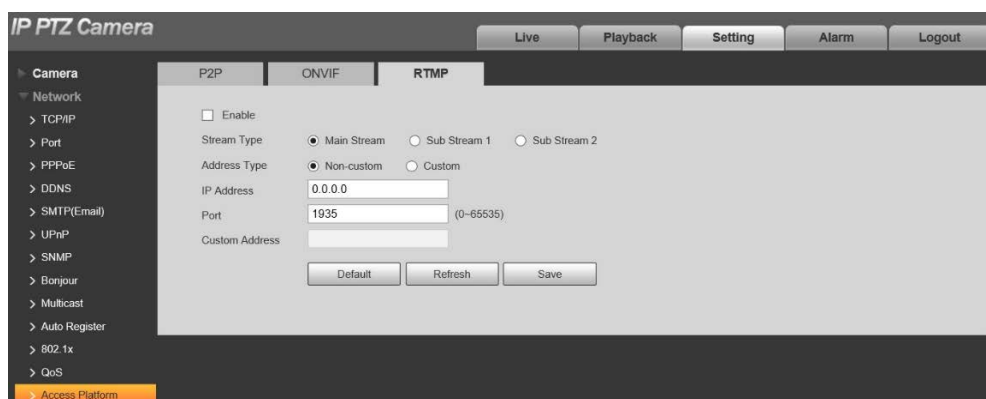 IP PTZ Camera
Live Playback Setting Alarm Logout
Camera
Network
TCP/IP
Port
PPPoE
DDNS
SMTP(Email)
UPnP
SNMP
Bonjour
Multicast
Auto Register
802.1x
QoS
Access Platform
P2P ONVIF RTMP
Enable
Stream Type Main Stream Sub Stream 1 Sub Stream 2
Address Type Non-custom Custom
IP Address 0.0.0.0
Port 1935 (0~65535)
Custom Address
Default Refresh Save